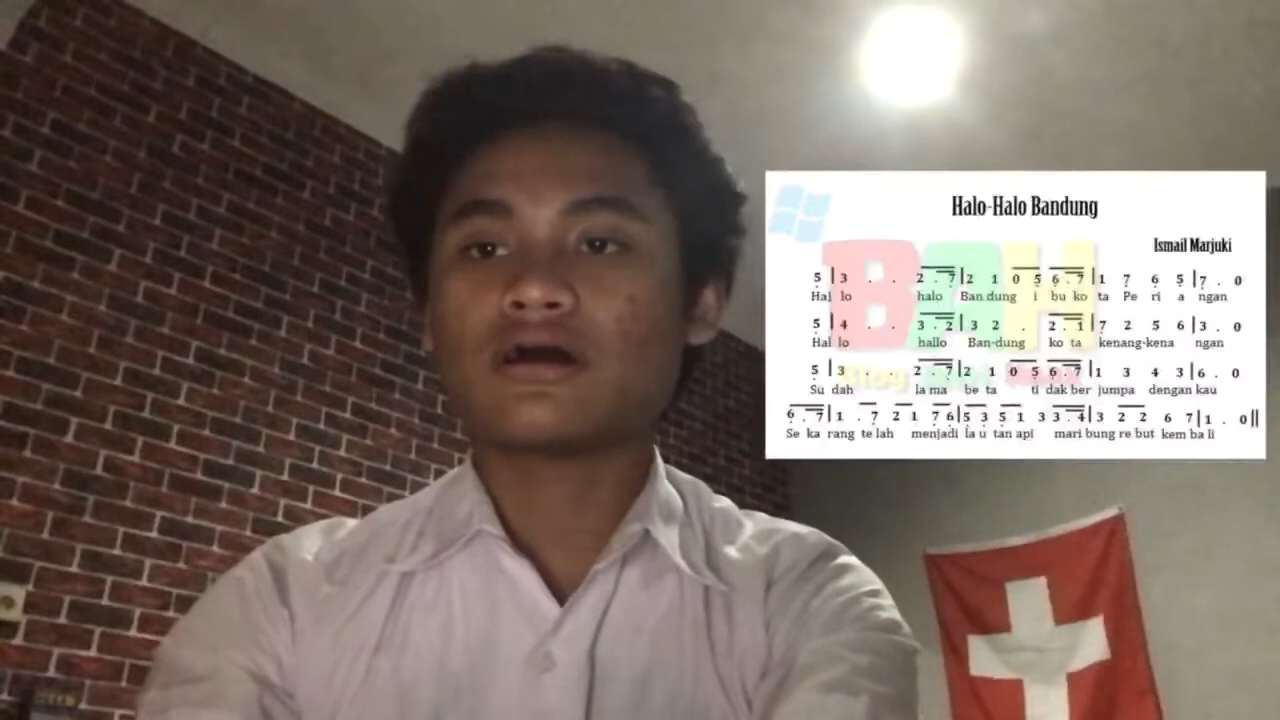 Halo-Halo Bandung
Ismail Marjuki
5 | 3 . . 2 . 7 | 2 1 0 5 6 . 7 | 1 7 6 5 | 7 . 0
Hal lo halo Ban dung i bu ko ta Pe ri a ngan
5 | 4 . . 3 . 2 | 3 2 . 2 . 1 | 7 2 5 6 | 3 . 0
Hal lo hallo Ban-dung ko ta kenang-kena ngan
5 | 3 . . 2 . 7 | 2 1 0 5 6 . 7 | 1 3 4 3 | 6 . 0
Su dah la ma be ta ti dak ber jumpa dengan kau
6 . 7 | 1 . 7 2 1 7 6 | 5 3 5 1 3 3 . 4 | 3 2 2 6 7 | 1 . 0 ||
Se ka rang te lah menjadi la u tan api mari bung re but kem ba li
BAH
Blog